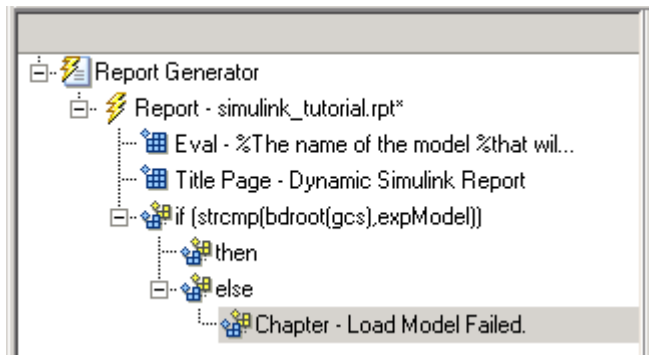 Report Generator
Report - simulink_tutorial.rpt*
Eval - %The name of the model %that wil...
Title Page - Dynamic Simulink Report
if (strcmp(bdroot(gcs),expModel))
then
else
Chapter - Load Model Failed.